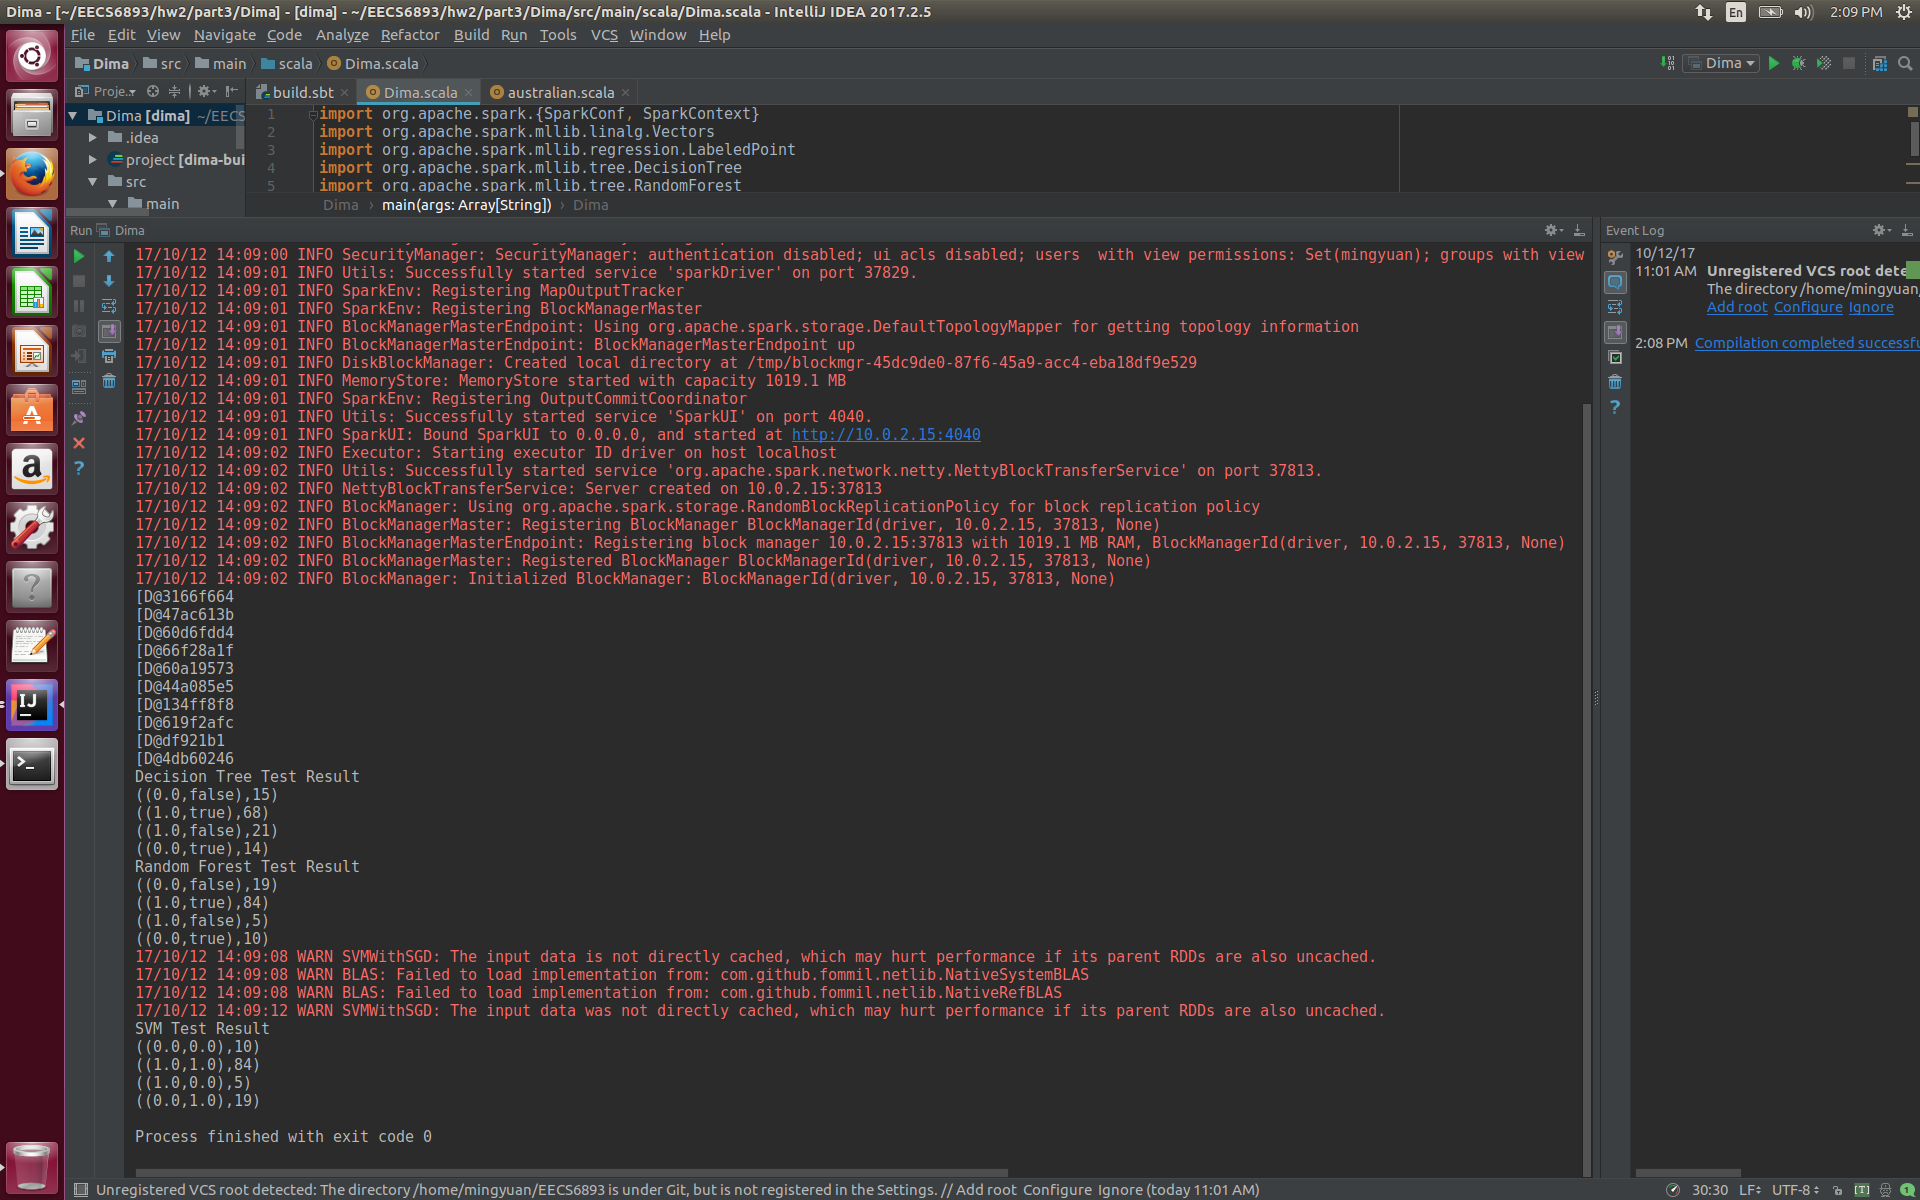 Dima - [~/EECS6893/hw2/part3/Dima] - [dima] - ~/EECS6893/hw2/part3/Dima/src/main/scala/Dima.scala - IntelliJ IDEA 2017.2.5
En
2:09 PM
File Edit View Navigate Code Analyze Refactor Build Run Tools VCS Window Help
Dima src main scala Dima.scala
Dima
Proje..
build.sbt Dima.scala australian.scala
Dima [dima] ~/EECS
.idea
project [dima-bui
src
main
1 import org.apache.spark.{SparkConf, SparkContext}
2 import org.apache.spark.mllib.linalg.Vectors
3 import org.apache.spark.mllib.regression.LabeledPoint
4 import org.apache.spark.mllib.tree.DecisionTree
5 import org.apache.spark.mllib.tree.RandomForest
Dima › main(args: Array[String]) › Dima
Run Dima
17/10/12 14:09:00 INFO SecurityManager: SecurityManager: authentication disabled; ui acls disabled; users  with view permissions: Set(mingyuan); groups with view
17/10/12 14:09:01 INFO Utils: Successfully started service 'sparkDriver' on port 37829.
17/10/12 14:09:01 INFO SparkEnv: Registering MapOutputTracker
17/10/12 14:09:01 INFO SparkEnv: Registering BlockManagerMaster
17/10/12 14:09:01 INFO BlockManagerMasterEndpoint: Using org.apache.spark.storage.DefaultTopologyMapper for getting topology information
17/10/12 14:09:01 INFO BlockManagerMasterEndpoint: BlockManagerMasterEndpoint up
17/10/12 14:09:01 INFO DiskBlockManager: Created local directory at /tmp/blockmgr-45dc9de0-87f6-45a9-acc4-eba18df9e529
17/10/12 14:09:01 INFO MemoryStore: MemoryStore started with capacity 1019.1 MB
17/10/12 14:09:01 INFO SparkEnv: Registering OutputCommitCoordinator
17/10/12 14:09:01 INFO Utils: Successfully started service 'SparkUI' on port 4040.
17/10/12 14:09:01 INFO SparkUI: Bound SparkUI to 0.0.0.0, and started at http://10.0.2.15:4040
17/10/12 14:09:02 INFO Executor: Starting executor ID driver on host localhost
17/10/12 14:09:02 INFO Utils: Successfully started service 'org.apache.spark.network.netty.NettyBlockTransferService' on port 37813.
17/10/12 14:09:02 INFO NettyBlockTransferService: Server created on 10.0.2.15:37813
17/10/12 14:09:02 INFO BlockManager: Using org.apache.spark.storage.RandomBlockReplicationPolicy for block replication policy
17/10/12 14:09:02 INFO BlockManagerMaster: Registering BlockManager BlockManagerId(driver, 10.0.2.15, 37813, None)
17/10/12 14:09:02 INFO BlockManagerMasterEndpoint: Registering block manager 10.0.2.15:37813 with 1019.1 MB RAM, BlockManagerId(driver, 10.0.2.15, 37813, None)
17/10/12 14:09:02 INFO BlockManagerMaster: Registered BlockManager BlockManagerId(driver, 10.0.2.15, 37813, None)
17/10/12 14:09:02 INFO BlockManager: Initialized BlockManager: BlockManagerId(driver, 10.0.2.15, 37813, None)
[D@3166f664
[D@47ac613b
[D@60d6fdd4
[D@66f28a1f
[D@60a19573
[D@44a085e5
[D@134ff8f8
[D@619f2afc
[D@df921b1
[D@4db60246
Decision Tree Test Result
((0.0,false),15)
((1.0,true),68)
((1.0,false),21)
((0.0,true),14)
Random Forest Test Result
((0.0,false),19)
((1.0,true),84)
((1.0,false),5)
((0.0,true),10)
17/10/12 14:09:08 WARN SVMWithSGD: The input data is not directly cached, which may hurt performance if its parent RDDs are also uncached.
17/10/12 14:09:08 WARN BLAS: Failed to load implementation from: com.github.fommil.netlib.NativeSystemBLAS
17/10/12 14:09:08 WARN BLAS: Failed to load implementation from: com.github.fommil.netlib.NativeRefBLAS
17/10/12 14:09:12 WARN SVMWithSGD: The input data was not directly cached, which may hurt performance if its parent RDDs are also uncached.
SVM Test Result
((0.0,0.0),10)
((1.0,1.0),84)
((1.0,0.0),5)
((0.0,1.0),19)
Process finished with exit code 0
Event Log
10/12/17
11:01 AM Unregistered VCS root dete
The directory /home/mingyuan,
Add root Configure Ignore
2:08 PM Compilation completed successfu
Unregistered VCS root detected: The directory /home/mingyuan/EECS6893 is under Git, but is not registered in the Settings. // Add root Configure Ignore (today 11:01 AM)
30:30 LF÷ UTF-8 ÷ [T] 1